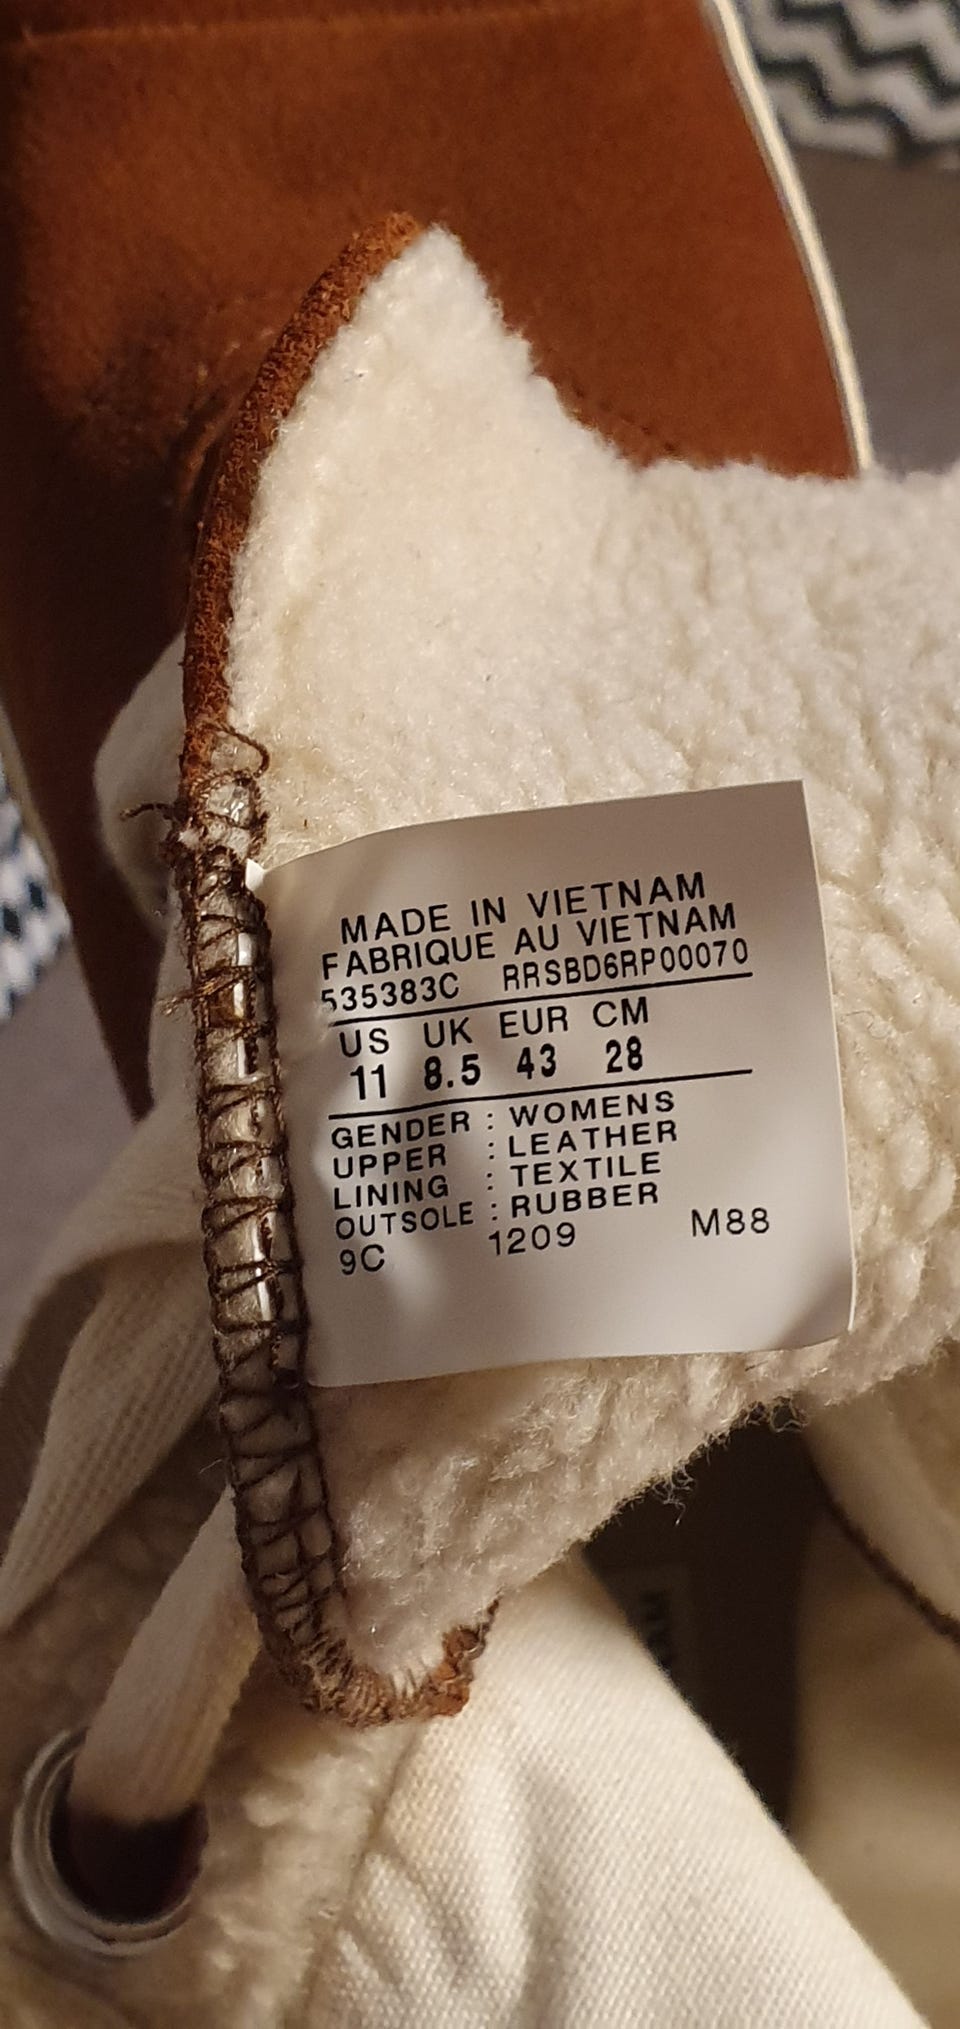 MADE IN VIETNAM
FABRIQUE AU VIETNAM
535383C RRSBD6RP00070
US UK EUR CM
11 8.5 43 28
GENDER : WOMENS
UPPER : LEATHER
LINING : TEXTILE
OUTSOLE : RUBBER
9C 1209 M88